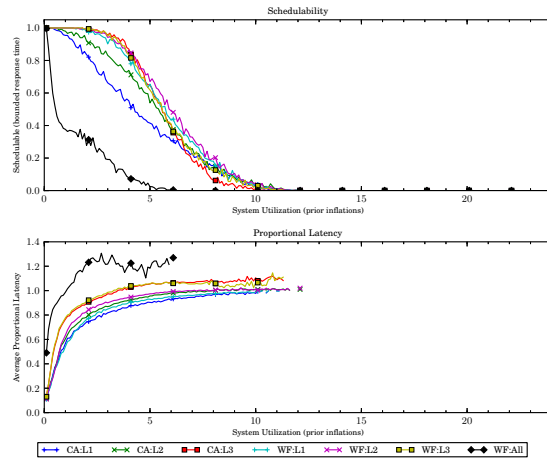 Schedulability
Schedulable (bounded response time)
1.0
0.8
0.6
0.4
0.2
0.0
0 5 10 15 20
System Utilization (prior inflations)
Proportional Latency
Average Proportional Latency
1.4
1.2
1.0
0.8
0.6
0.4
0.2
0.0
0 5 10 15 20
System Utilization (prior inflations)
CA:L1 CA:L2 CA:L3 WF:L1 WF:L2 WF:L3 WF:All